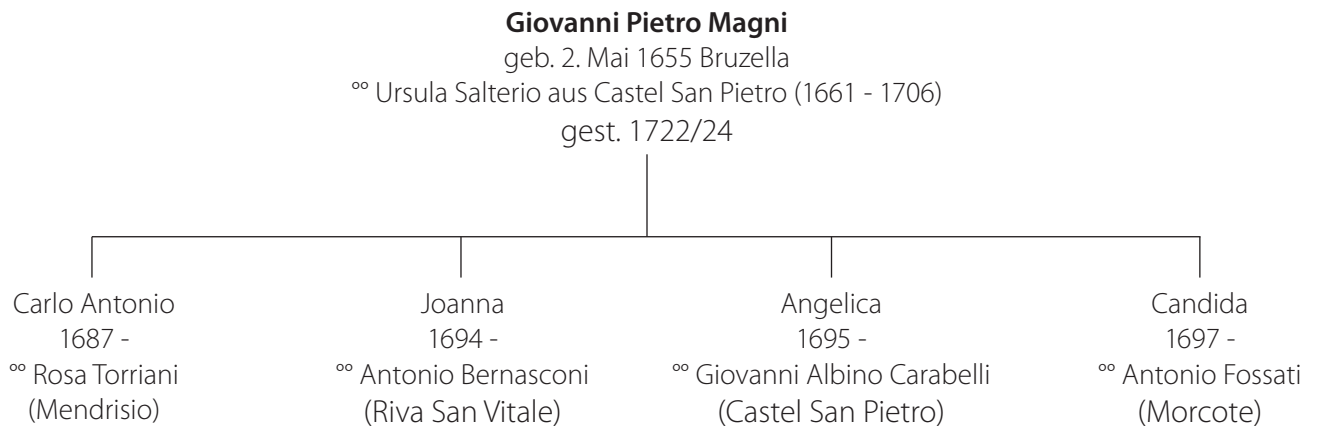 Giovanni Pietro Magni
geb. 2. Mai 1655 Bruzella
°° Ursula Salterio aus Castel San Pietro (1661 - 1706)
gest. 1722/24
Carlo Antonio
1687 -
°° Rosa Torriani
(Mendrisio)
Joanna
1694 -
°° Antonio Bernasconi
(Riva San Vitale)
Angelica
1695 -
°° Giovanni Albino Carabelli
(Castel San Pietro)
Candida
1697 -
°° Antonio Fossati
(Morcote)